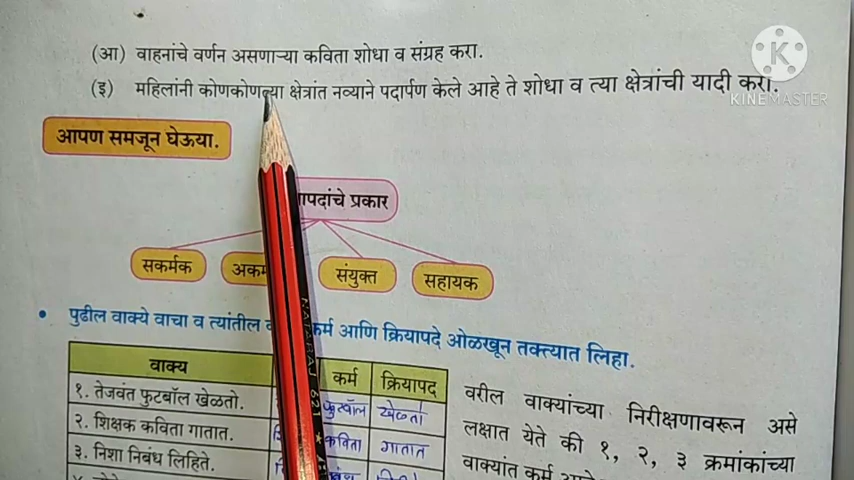 (आ) वाहनांचे वर्णन असणाऱ्या कविता शोधा व संग्रह करा.
(इ) महिलांनी कोणकोणत्या क्षेत्रांत नव्याने पदार्पण केले आहे ते शोधा व त्या क्षेत्रांची यादी करा.
KINEMASTER
आपण समजून घेऊया.
पदांचे प्रकार
सकर्मक
संयुक्त
सहायक
• पुढील वाक्ये वाचा व त्यांतील कर्म आणि क्रियापदे ओळखून तक्त्यात लिहा.
वाक्य कर्म क्रियापद
१. तेजवंत फुटबॉल खेळतो. फुटबॉल खेळतो
२. शिक्षक कविता गातात. कविता गातात
३. निशा निबंध लिहिते.
वरील वाक्यांच्या निरीक्षणावरून असे
लक्षात येते की १, २, ३ क्रमांकांच्या
वाक्यांत कर्म